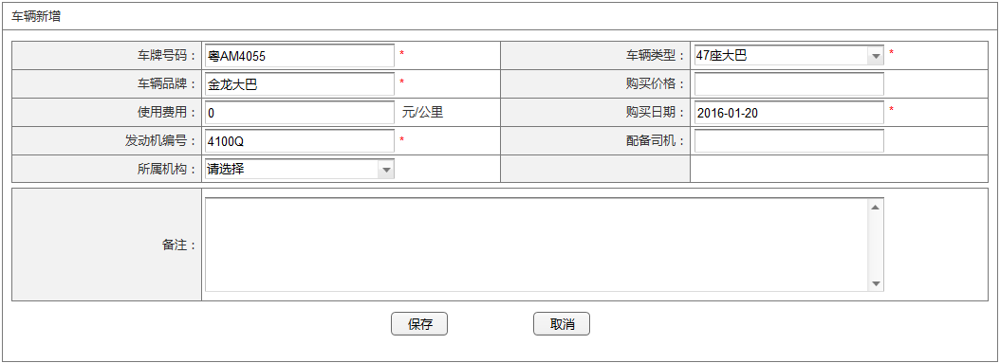 车辆新增
车牌号码： 粤AM4055 * 车辆类型： 47座大巴 *
车辆品牌： 金龙大巴 * 购买价格：
使用费用： 0 元/公里 购买日期： 2016-01-20 *
发动机编号： 4100Q * 配备司机：
所属机构： 请选择
备注：
保存 取消